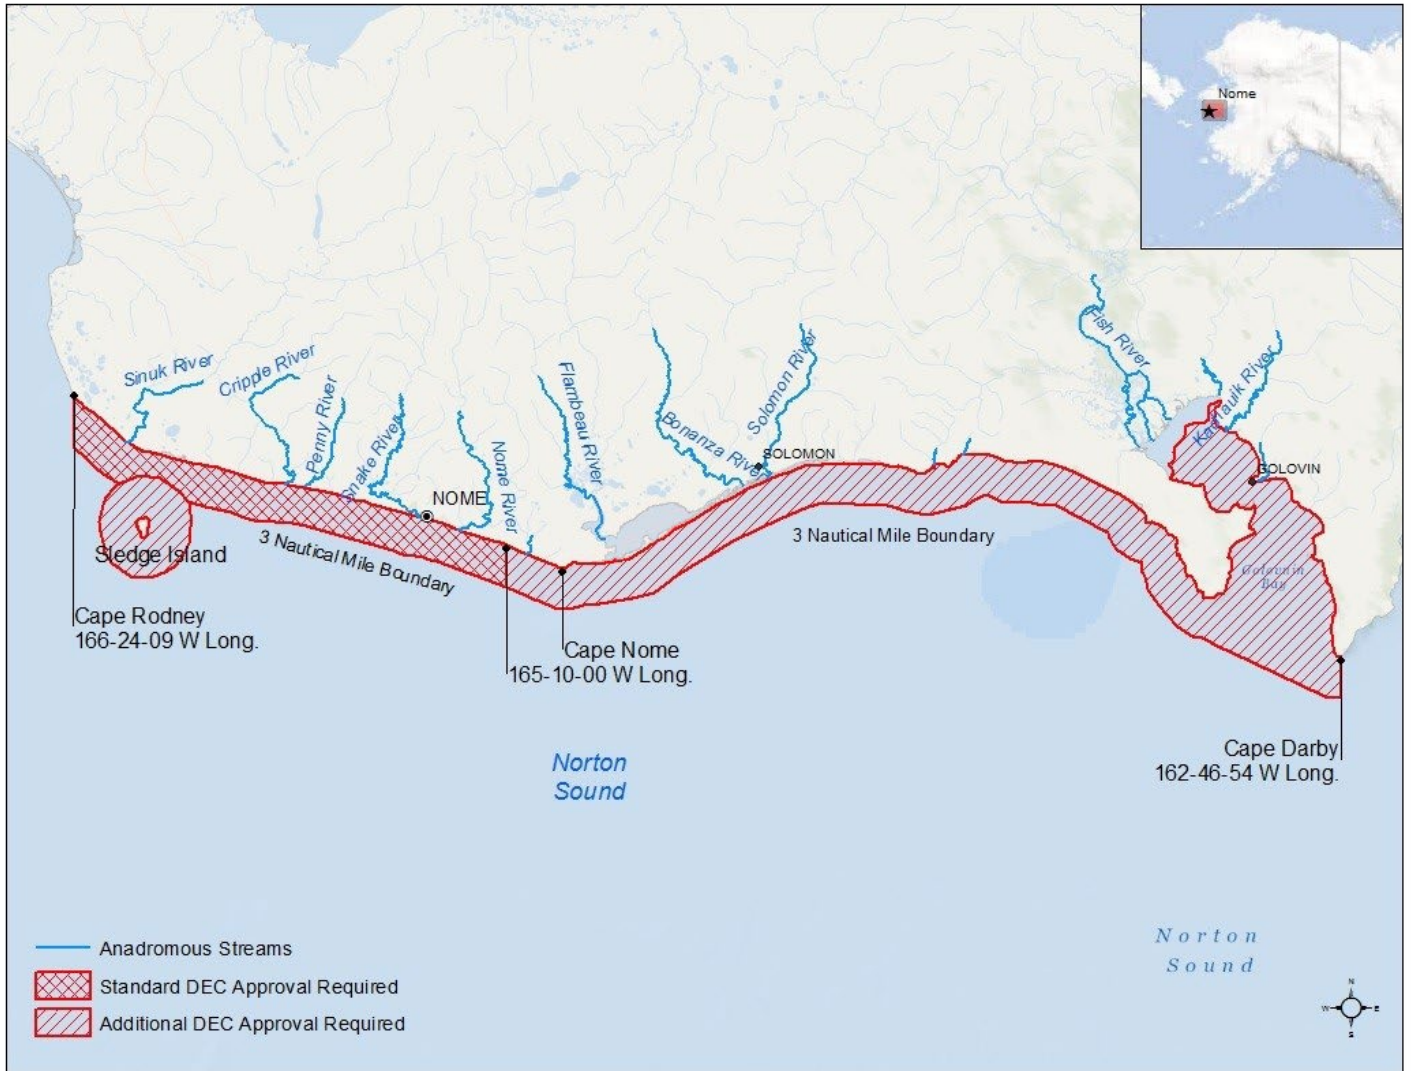 Nome
Sinuk River
Cripple River
Penny River
Snake River
NOME
Nome River
Flambeau River
Bonanza River
Solomon River
SOLOMON
Fish River
Kachauik River
GOLOVIN
Golovnin
Bay
Sledge Island
3 Nautical Mile Boundary
3 Nautical Mile Boundary
Cape Rodney
166-24-09 W Long.
Cape Nome
165-10-00 W Long.
Cape Darby
162-46-54 W Long.
Norton
Sound
Norton
Sound
Anadromous Streams
Standard DEC Approval Required
Additional DEC Approval Required
N
W
E
S